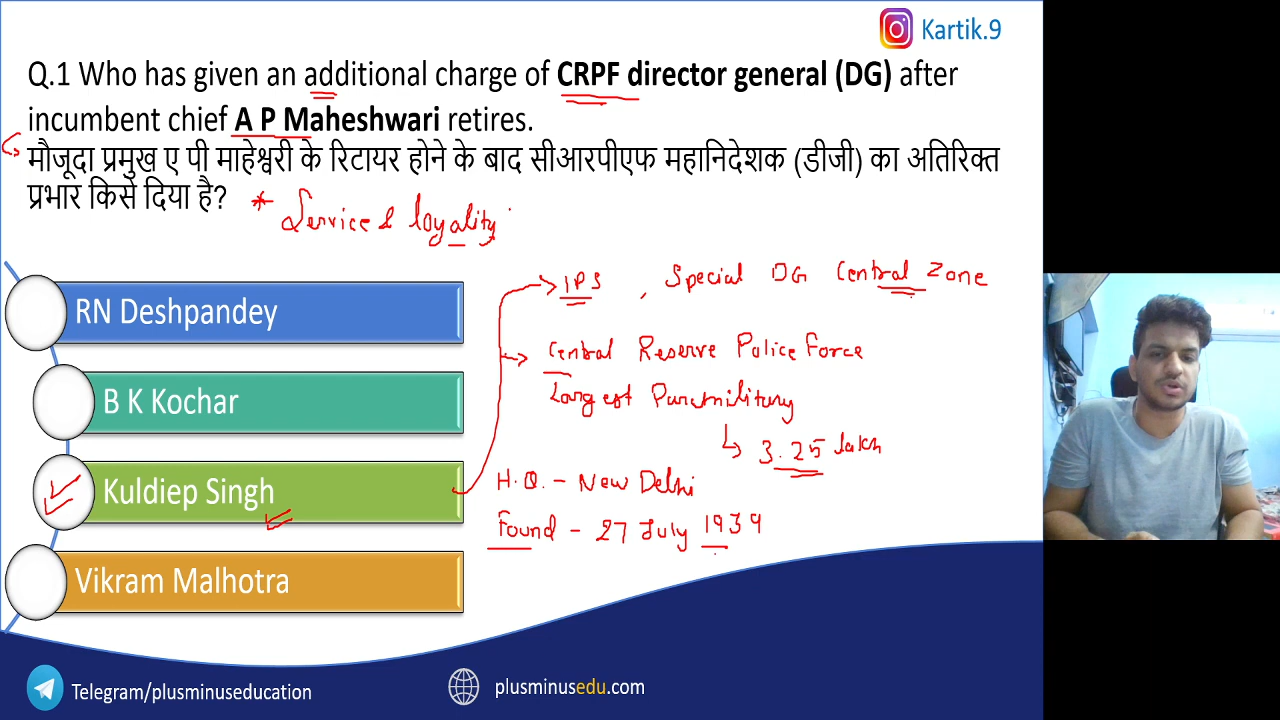 Kartik.9
Q.1 Who has given an additional charge of CRPF director general (DG) after
incumbent chief A P Maheshwari retires.
मौजूदा प्रमुख ए पी माहेश्वरी के रिटायर होने के बाद सीआरपीएफ महानिदेशक (डीजी) का अतिरिक्त
प्रभार किसे दिया है?
* Service & loyality
IPS , Special DG Central Zone
RN Deshpandey
Central Reserve Police Force
B K Kochar
Largest Paramilitary
3.25 lakh
Kuldiep Singh
H.Q. - New Delhi
Found - 27 July 1939
Vikram Malhotra
Telegram/plusminuseducation
plusminusedu.com